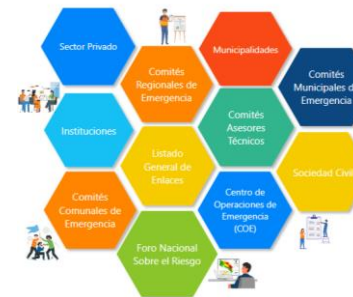 Sector Privado
Comités
Regionales de
Emergencia
Municipalidades
Comités
Municipales de
Emergencia
Instituciones
Listado
General de
Enlaces
Comités
Asesores
Técnicos
Sociedad Civil
Comités
Comunales de
Emergencia
Foro Nacional
Sobre el Riesgo
Centro de
Operaciones de
Emergencia
(COE)